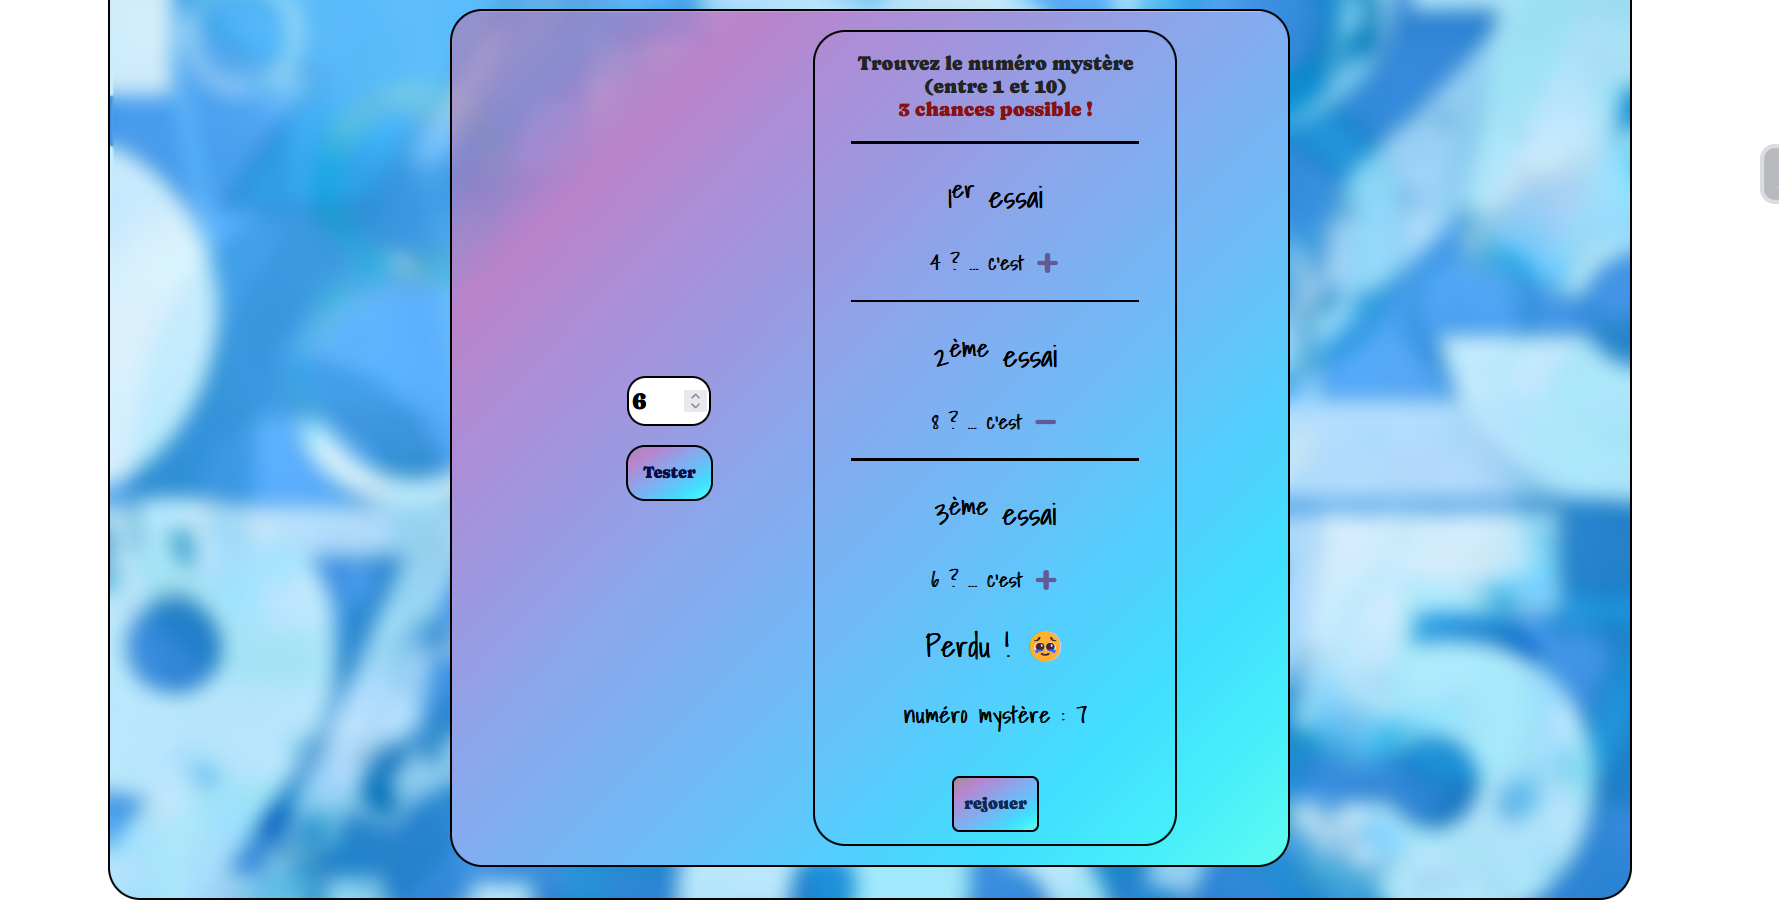 Trouvez le numéro mystère
(entre 1 et 10)
3 chances possible !
1er essai
4 ? ... c'est +
2ème essai
8 ? ... c'est −
6
Tester
3ème essai
6 ? ... c'est +
Perdu ! 🥹
numéro mystère : 7
rejouer